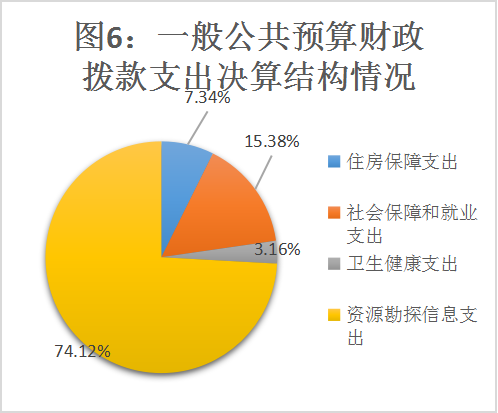 图6：一般公共预算财政
拨款支出决算结构情况
7.34%
15.38%
3.16%
74.12%
住房保障支出
社会保障和就业
支出
卫生健康支出
资源勘探信息支
出